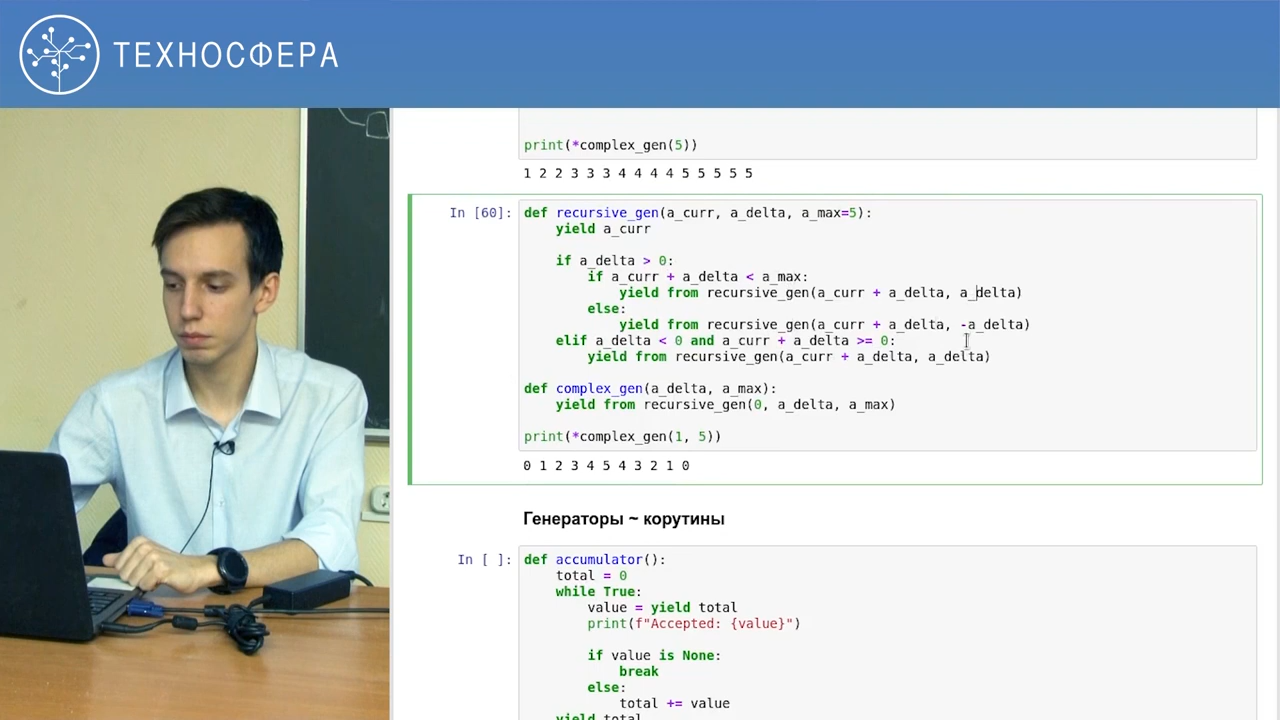 ТЕХНОСФЕРА
print(*complex_gen(5))
1 2 2 3 3 3 4 4 4 4 5 5 5 5 5
In [60]:
def recursive_gen(a_curr, a_delta, a_max=5):
    yield a_curr
    if a_delta > 0:
        if a_curr + a_delta < a_max:
            yield from recursive_gen(a_curr + a_delta, a_delta)
        else:
            yield from recursive_gen(a_curr + a_delta, -a_delta)
    elif a_delta < 0 and a_curr + a_delta >= 0:
        yield from recursive_gen(a_curr + a_delta, a_delta)
def complex_gen(a_delta, a_max):
    yield from recursive_gen(0, a_delta, a_max)
print(*complex_gen(1, 5))
0 1 2 3 4 5 4 3 2 1 0
Генераторы ~ корутины
In [ ]:
def accumulator():
    total = 0
    while True:
        value = yield total
        print(f"Accepted: {value}")
        if value is None:
            break
        else:
            total += value
    yield total